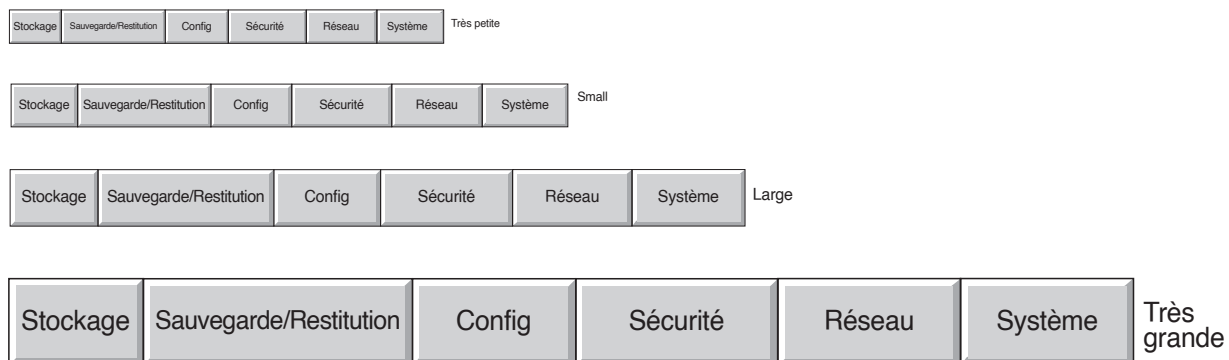 Stockage Sauvegarde/Restitution Config Sécurité Réseau Système Très petite
Stockage Sauvegarde/Restitution Config Sécurité Réseau Système Small
Stockage Sauvegarde/Restitution Config Sécurité Réseau Système Large
Stockage Sauvegarde/Restitution Config Sécurité Réseau Système Très
grande